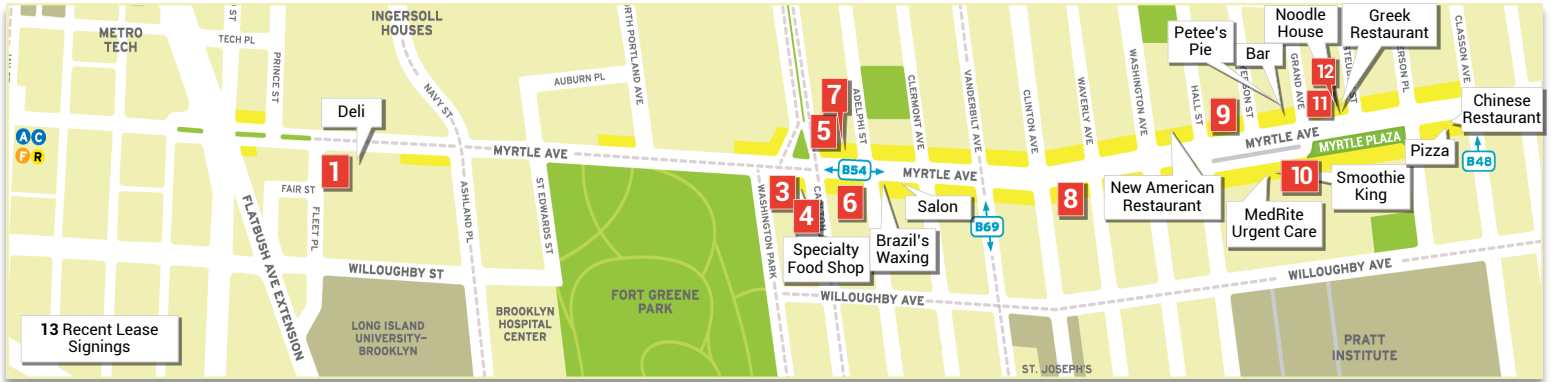 METRO
TECH
ST
TECH PL
PRINCE ST
INGERSOLL
HOUSES
NAVY ST
AUBURN PL
RTH PORTLAND AVE
Deli
A C
F R
1
FAIR ST
FLEET PL
FLATBUSH AVE EXTENSION
WILLOUGHBY ST
ASHLAND PL
ST EDWARDS ST
MYRTLE AVE
13 Recent Lease
Signings
LONG ISLAND
UNIVERSITY–
BROOKLYN
BROOKLYN
HOSPITAL
CENTER
FORT GREENE
PARK
WASHINGTON PARK
3
4
5
6
7
ADELPHI ST
CLERMONT AVE
VANDERBILT AVE
CLINTON AVE
WAVERLY AVE
WASHINGTON AVE
HALL ST
B54
MYRTLE AVE
Specialty
Food Shop
Brazil's
Waxing
Salon
B69
8
WILLOUGHBY AVE
ST. JOSEPH'S
Petee's
Pie
Bar
Noodle
House
Greek
Restaurant
GRAND AVE
ERSON PL
CLASSON AVE
9
11
12
MYRTLE AVE
MYRTLE PLAZA
10
New American
Restaurant
MedRite
Urgent Care
Smoothie
King
Pizza
Chinese
Restaurant
B48
WILLOUGHBY AVE
PRATT
INSTITUTE